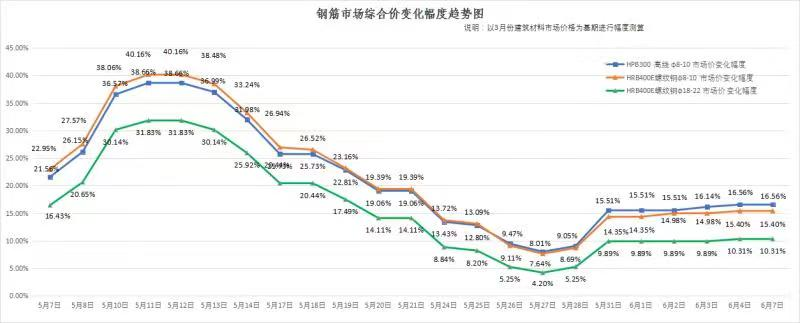 钢筋市场综合价变化幅度趋势图
说明：以3月份建筑材料市场价格为基期进行幅度测算
HPB300 高线 ф8-10 市场价变化幅度
HRB400E螺纹钢ф8-10 市场价变化幅度
HRB400E螺纹钢ф18-22 市场价变化幅度
45.00%
40.00%
35.00%
30.00%
25.00%
20.00%
15.00%
10.00%
5.00%
0.00%
22.95% 27.57% 38.06% 40.16% 40.16% 38.48% 33.24% 26.94% 26.52% 23.16% 19.39% 19.39% 13.72% 13.09% 9.47% 8.01% 9.05% 15.51% 15.51% 15.51% 16.14% 16.56% 16.56%
21.56% 26.15% 36.57% 38.66% 38.66% 36.99% 31.98% 25.73% 22.81% 19.06% 19.06% 13.43% 12.80% 9.11% 7.64% 8.69% 14.35% 14.35% 14.98% 14.98% 15.40% 15.40%
16.43% 20.65% 30.14% 31.83% 31.83% 30.14% 25.92% 20.44% 17.49% 14.11% 14.11% 8.84% 8.20% 5.25% 4.20% 5.25% 9.89% 9.89% 9.89% 9.89% 10.31% 10.31%
5月7日 5月8日 5月10日 5月11日 5月12日 5月13日 5月14日 5月17日 5月18日 5月19日 5月20日 5月21日 5月24日 5月25日 5月26日 5月27日 5月28日 5月31日 6月1日 6月2日 6月3日 6月4日 6月7日